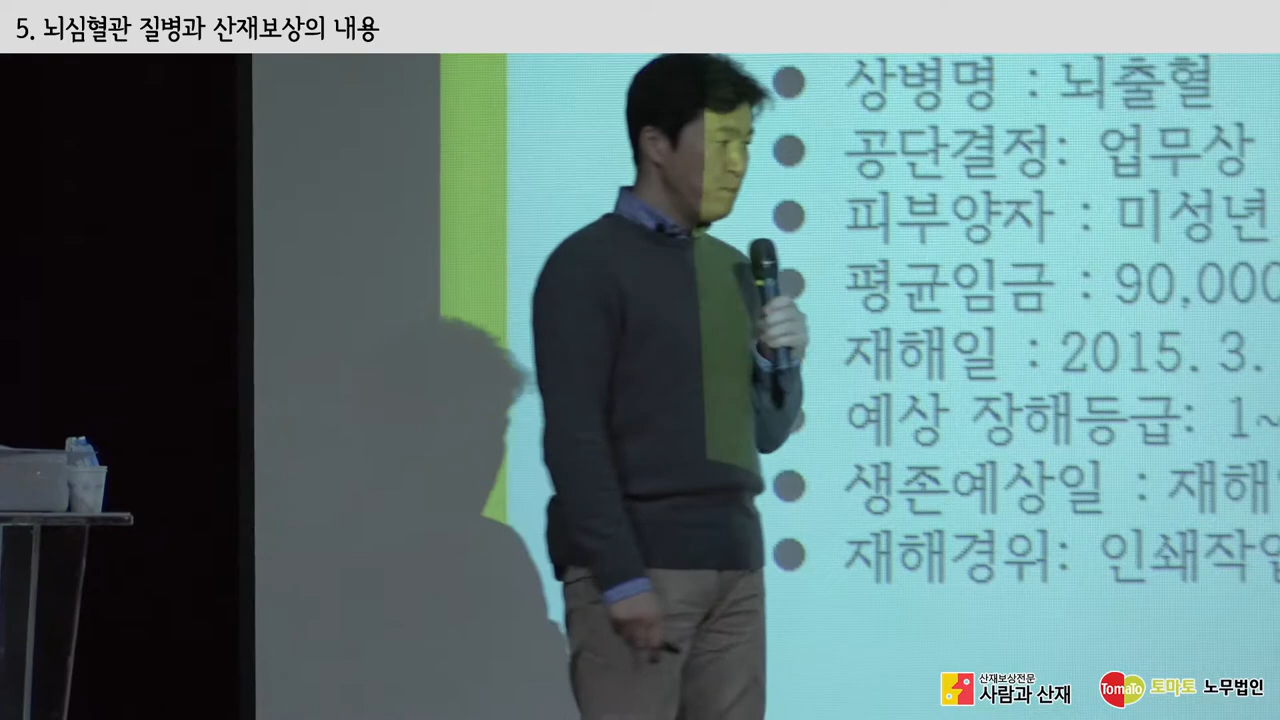 5. 뇌심혈관 질병과 산재보상의 내용
상병명 : 뇌출혈
공단결정: 업무상
피부양자 : 미성년
평균임금 : 90,000
재해일 : 2015. 3.
예상 장해등급: 1~
생존예상일 : 재해
재해경위: 인쇄작업
산재보상전문
사람과 산재
TomaTo 토마토 노무법인